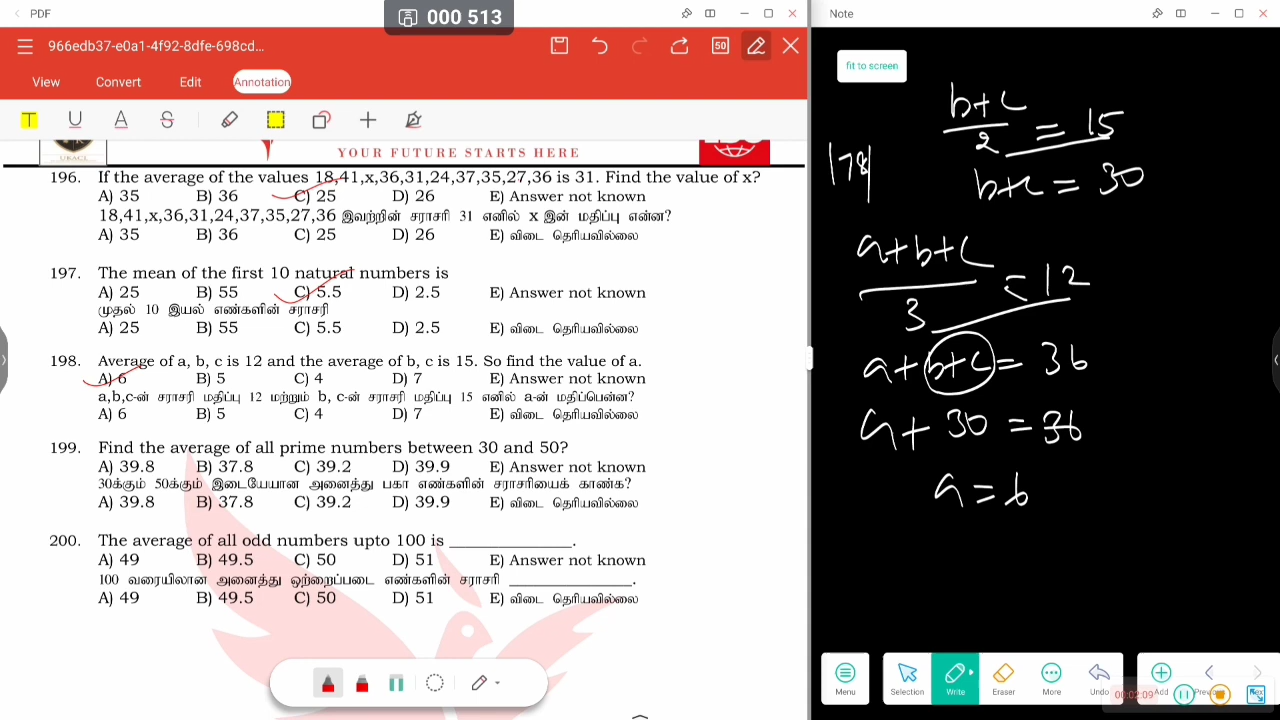 PDF
000 513
Note
966edb37-e0a1-4f92-8dfe-698cd...
50
View Convert Edit Annotation
T U A S
YOUR FUTURE STARTS HERE
196. If the average of the values 18,41,x,36,31,24,37,35,27,36 is 31. Find the value of x?
A) 35 B) 36 C) 25 D) 26 E) Answer not known
18,41,x,36,31,24,37,35,27,36 இவற்றின் சராசரி 31 எனில் x இன் மதிப்பு என்ன?
A) 35 B) 36 C) 25 D) 26 E) விடை தெரியவில்லை
197. The mean of the first 10 natural numbers is
A) 25 B) 55 C) 5.5 D) 2.5 E) Answer not known
முதல் 10 இயல் எண்களின் சராசரி
A) 25 B) 55 C) 5.5 D) 2.5 E) விடை தெரியவில்லை
198. Average of a, b, c is 12 and the average of b, c is 15. So find the value of a.
A) 6 B) 5 C) 4 D) 7 E) Answer not known
a,b,c-ன் சராசரி மதிப்பு 12 மற்றும் b, c-ன் சராசரி மதிப்பு 15 எனில் a-ன் மதிப்பென்ன?
A) 6 B) 5 C) 4 D) 7 E) விடை தெரியவில்லை
199. Find the average of all prime numbers between 30 and 50?
A) 39.8 B) 37.8 C) 39.2 D) 39.9 E) Answer not known
30க்கும் 50க்கும் இடையேயான அனைத்து பகா எண்களின் சராசரியைக் காண்க?
A) 39.8 B) 37.8 C) 39.2 D) 39.9 E) விடை தெரியவில்லை
200. The average of all odd numbers upto 100 is _______________.
A) 49 B) 49.5 C) 50 D) 51 E) Answer not known
100 வரையிலான அனைத்து ஒற்றைப்படை எண்களின் சராசரி _______________.
A) 49 B) 49.5 C) 50 D) 51 E) விடை தெரியவில்லை
fit to screen
b+c
2 = 15
b+c = 30
a+b+c
3 = 12
a+b+c = 36
a+30 = 36
a = 6
Menu Selection Write Eraser More Undo Add
00:02:09